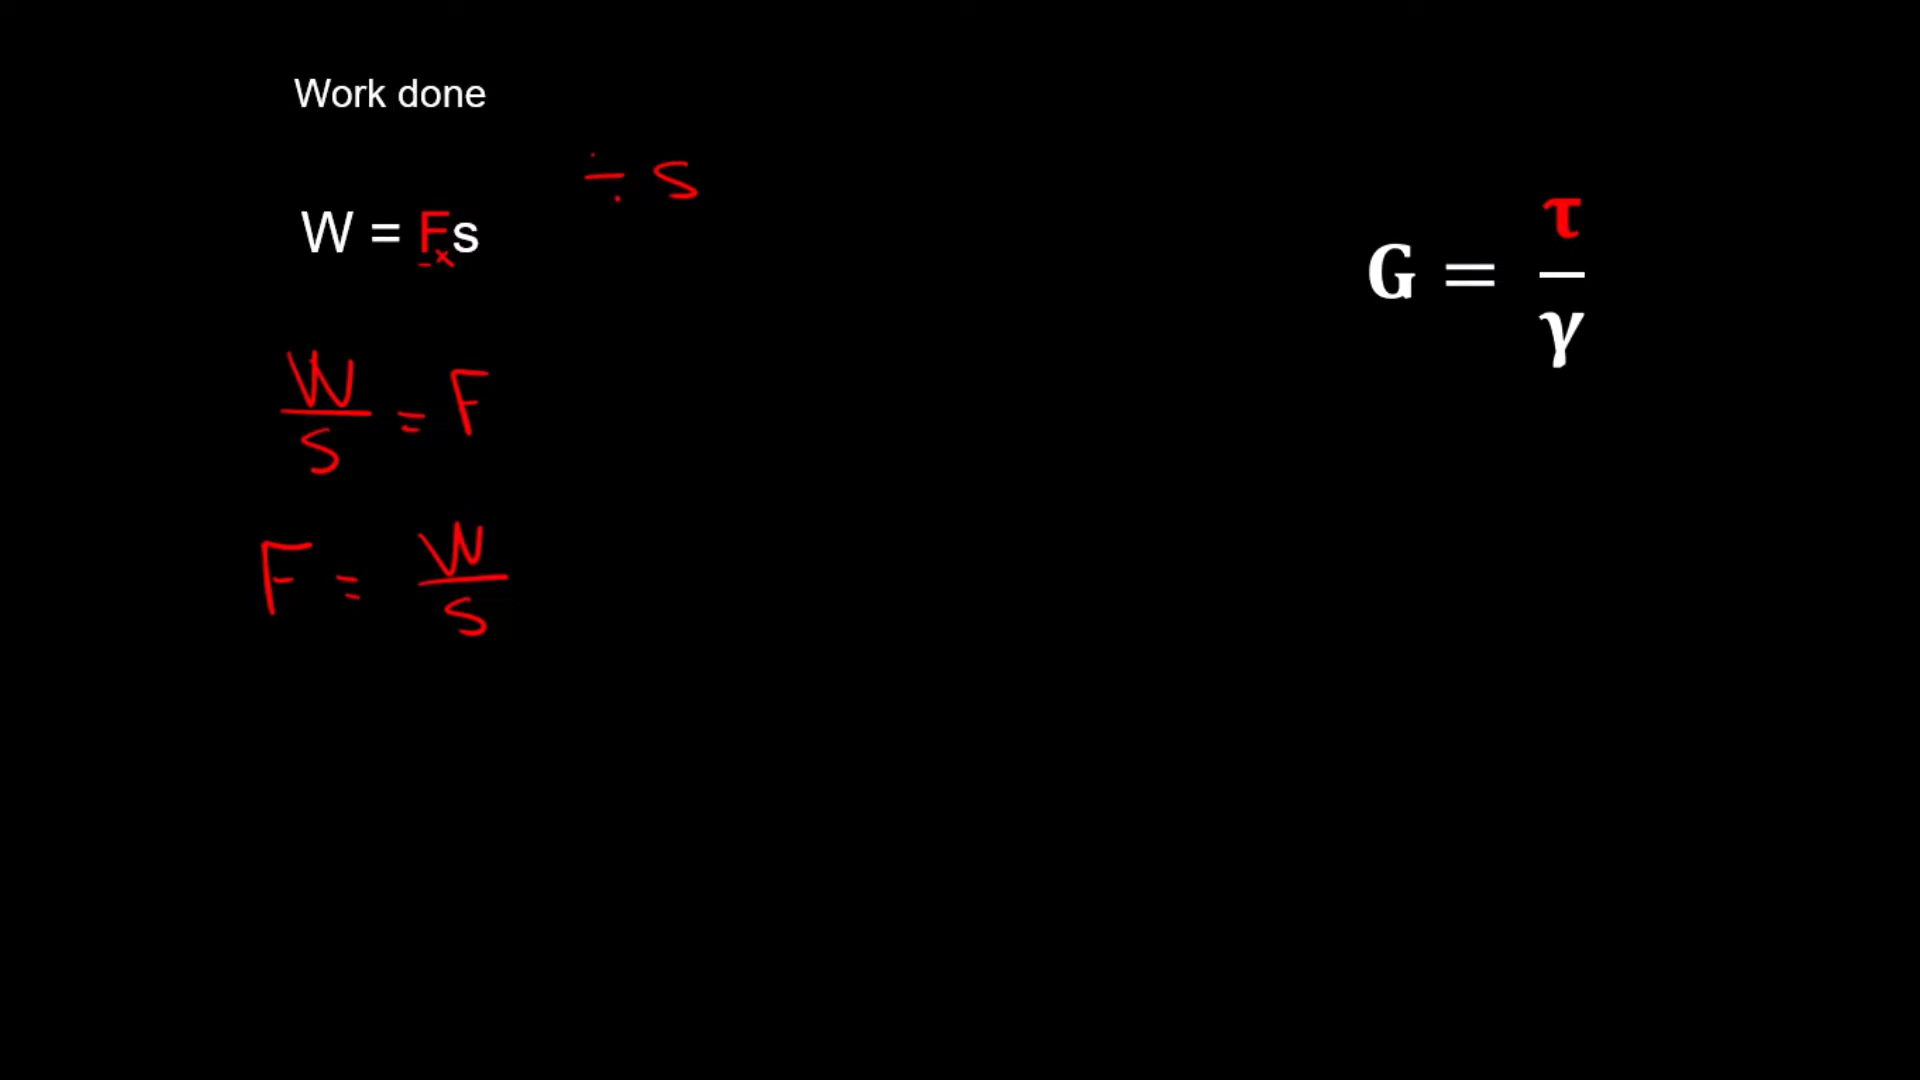 Work done
÷ s
W = Fs
×
W/s = F
F = W/s
G = τ/γ